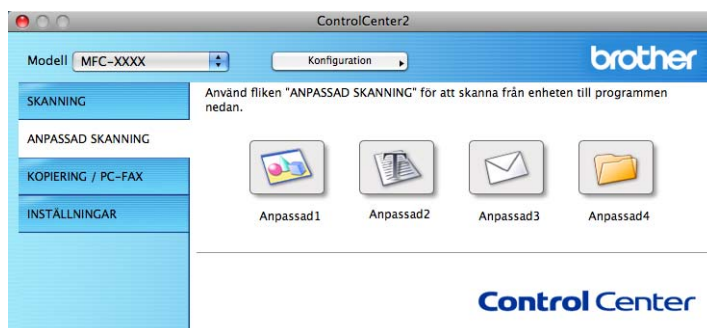 ControlCenter2
Modell MFC-XXXX Konfiguration brother
SKANNING
ANPASSAD SKANNING
KOPIERING / PC-FAX
INSTÄLLNINGAR
Använd fliken "ANPASSAD SKANNING" för att skanna från enheten till programmen
nedan.
Anpassad1 Anpassad2 Anpassad3 Anpassad4
Control Center